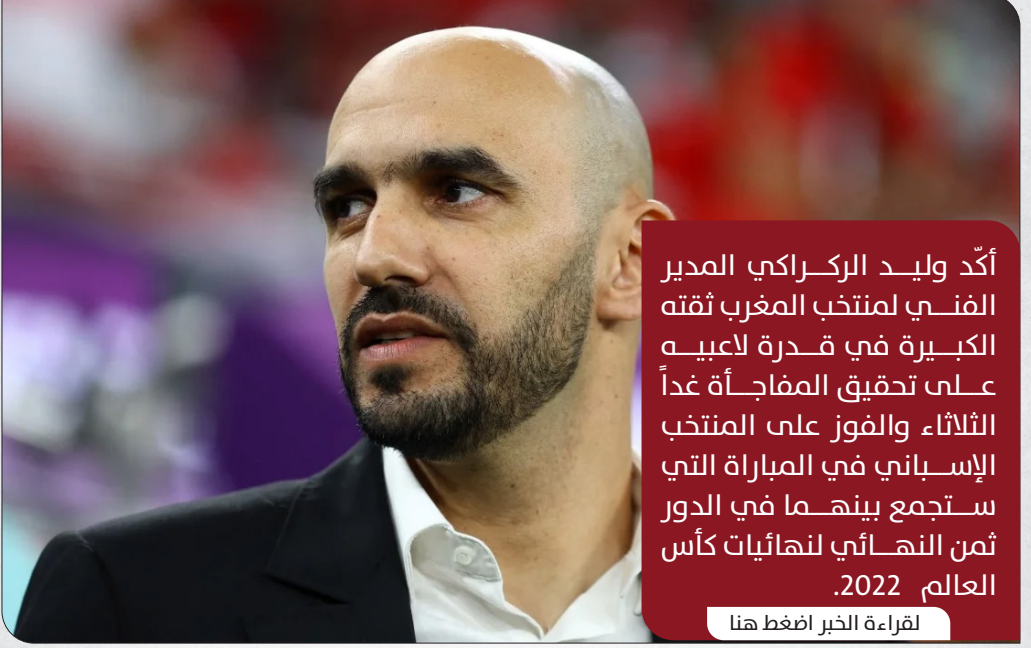 أكّد وليد الركراكي المدير
الفني لمنتخب المغرب ثقته
الكبيرة في قدرة لاعبيه
على تحقيق المفاجأة غداً
الثلاثاء والفوز على المنتخب
الإسباني في المباراة التي
ستجمع بينهما في الدور
ثمن النهائي لنهائيات كأس
العالم 2022.
لقراءة الخبر اضغط هنا